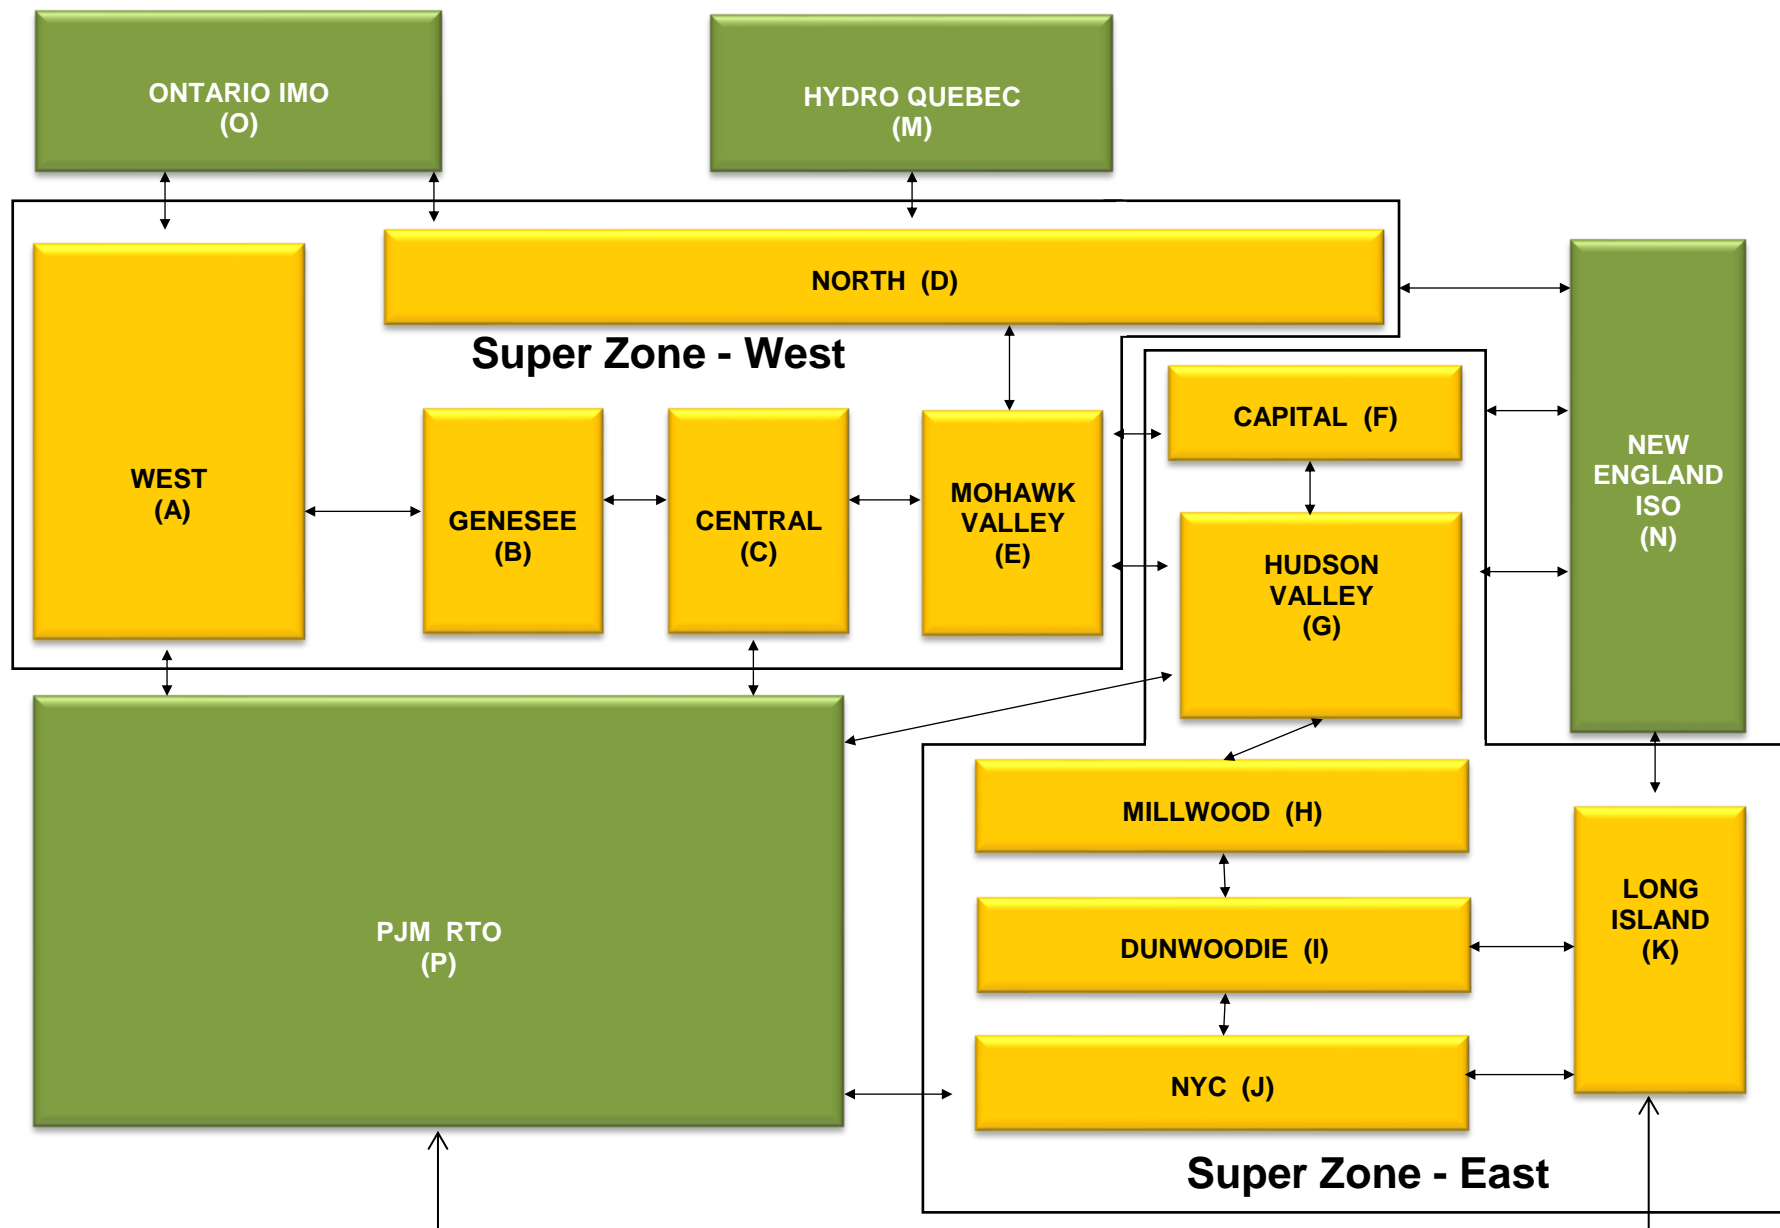 ONTARIO IMO
(O)
HYDRO QUEBEC
(M)
NORTH (D)
Super Zone - West
CAPITAL (F)
WEST
(A)
GENESEE
(B)
CENTRAL
(C)
MOHAWK
VALLEY
(E)
HUDSON
VALLEY
(G)
NEW
ENGLAND
ISO
(N)
MILLWOOD (H)
PJM RTO
(P)
DUNWOODIE (I)
LONG
ISLAND
(K)
NYC (J)
Super Zone - East